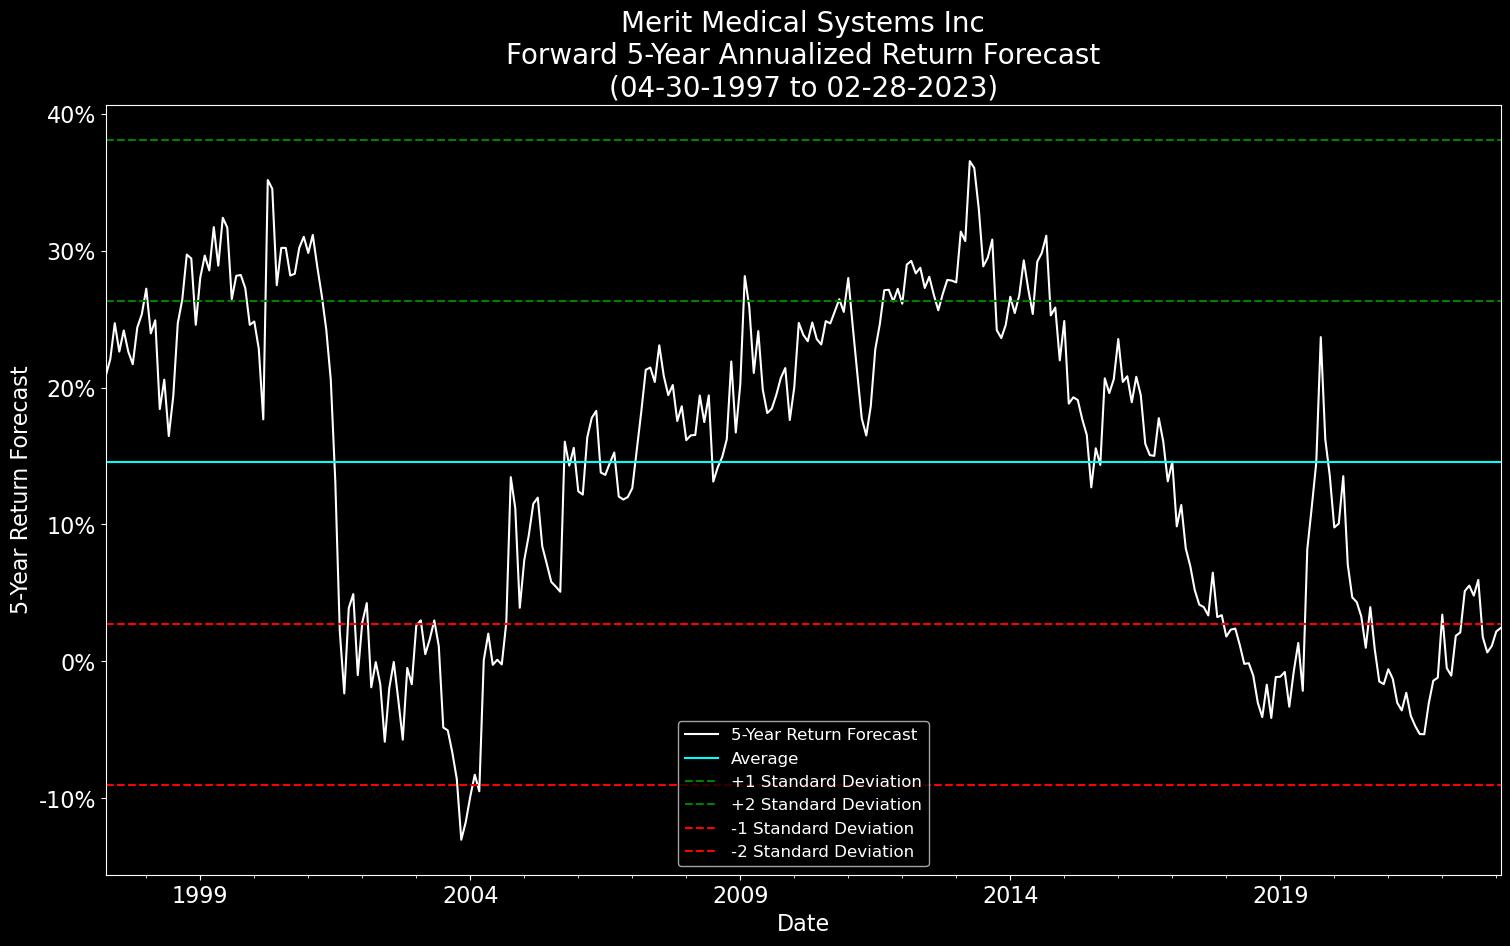 Merit Medical Systems Inc
Forward 5-Year Annualized Return Forecast
(04-30-1997 to 02-28-2023)
40%
30%
20%
10%
0%
-10%
5-Year Return Forecast
5-Year Return Forecast
Average
+1 Standard Deviation
+2 Standard Deviation
-1 Standard Deviation
-2 Standard Deviation
1999
2004
2009
2014
2019
Date